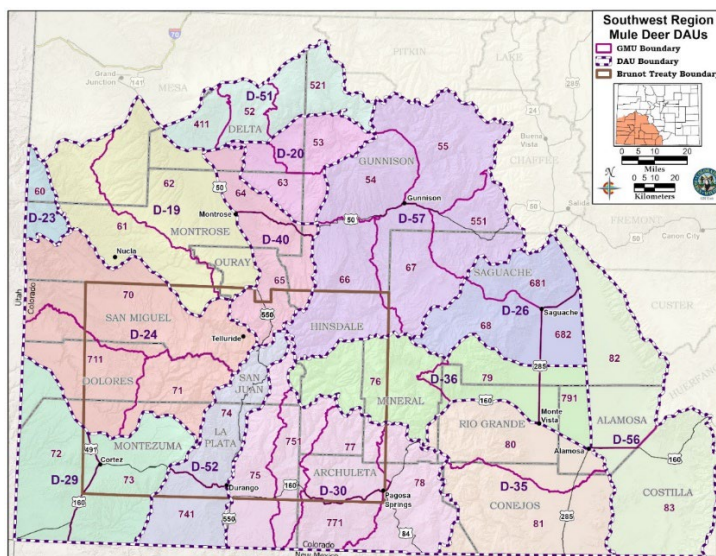 Southwest Region
Mule Deer DAUs
GMU Boundary
DAU Boundary
Brunot Treaty Boundary
0 5 10 20
Miles
N
0 5 10 20
Kilometers
70
PITKIN
LAKE
285
Grand Junction
141
MESA
521
D-51
52
24
411
DELTA
Buena Vista
53
55
D-20
GUNNISON
CHAFFEE
60
62
50
63
54
64
Gunnison
50
Salida
D-23
D-19
Montrose
FREMONT
61
MONTROSE
50
D-57
551
Canon City
Nucla
D-40
OURAY
66
67
SAGUACHE
Utah
Colorado
70
65
681
SAN MIGUEL
550
HINSDALE
D-26
Saguache
CUSTER
D-24
Telluride
68
682
711
285
82
SAN JUAN
D-36
79
DOLORES
71
76
791
HUERFANO
74
MINERAL
160
Monte Vista
ALAMOSA
LA PLATA
RIO GRANDE
MONTEZUMA
751
77
80
Alamosa
D-56
72
491
160
Cortez
D-52
75
ARCHULETA
160
D-29
73
D-30
78
D-35
COSTILLA
Durango
Pagosa Springs
CONEJOS
83
160
741
550
771
84
81
285
Colorado
New Mexico